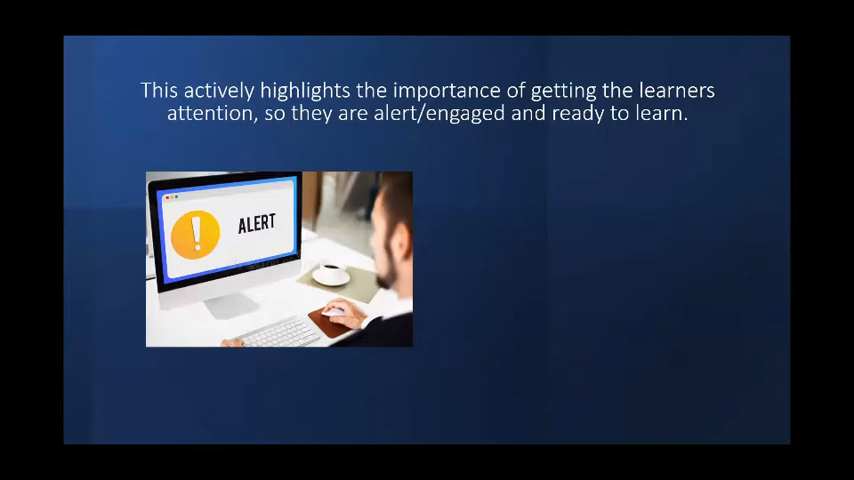 This actively highlights the importance of getting the learners
attention, so they are alert/engaged and ready to learn.
!
ALERT